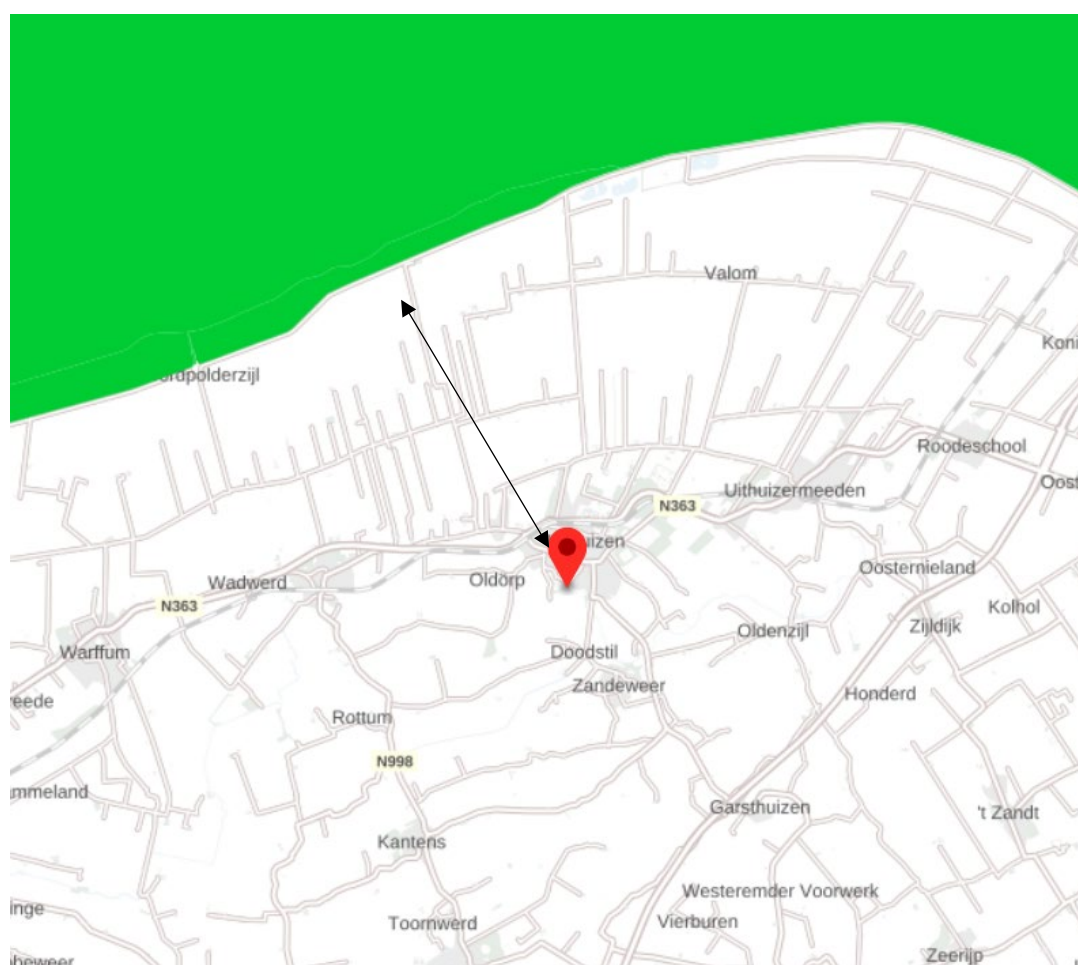 Valom
Koni
rdpolderzijl
Roodeschool
Uithuizermeeden
Oost
N363
izen
Oosternieland
Oldörp
Wadwerd
N363
Kolhol
Zijldijk
Oldenzijl
Doodstil
Warffum
Zandeweer
Honderd
eede
Rottum
N998
mmeland
Garsthuizen
't Zandt
Kantens
Westeremder Voorwerk
inge
Toornwerd
Vierburen
Zeerijp
beweer